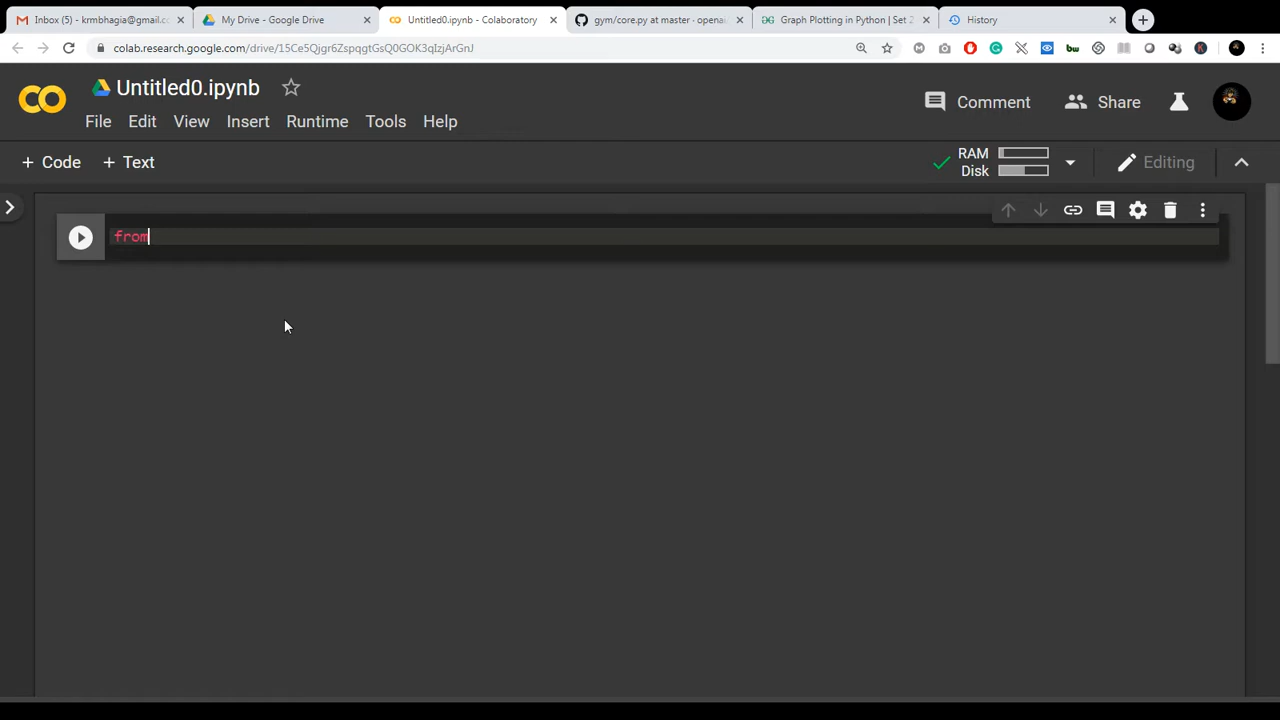 Inbox (5) - krmbhagia@gmail.co
My Drive - Google Drive
Untitled0.ipynb - Colaboratory
gym/core.py at master · openai
Graph Plotting in Python | Set 2
History
colab.research.google.com/drive/15Ce5Qjgr6ZspqgtGsQ0GOK3qIzjArGnJ
Untitled0.ipynb
Comment
Share
File Edit View Insert Runtime Tools Help
+ Code + Text
RAM
Disk
Editing
from